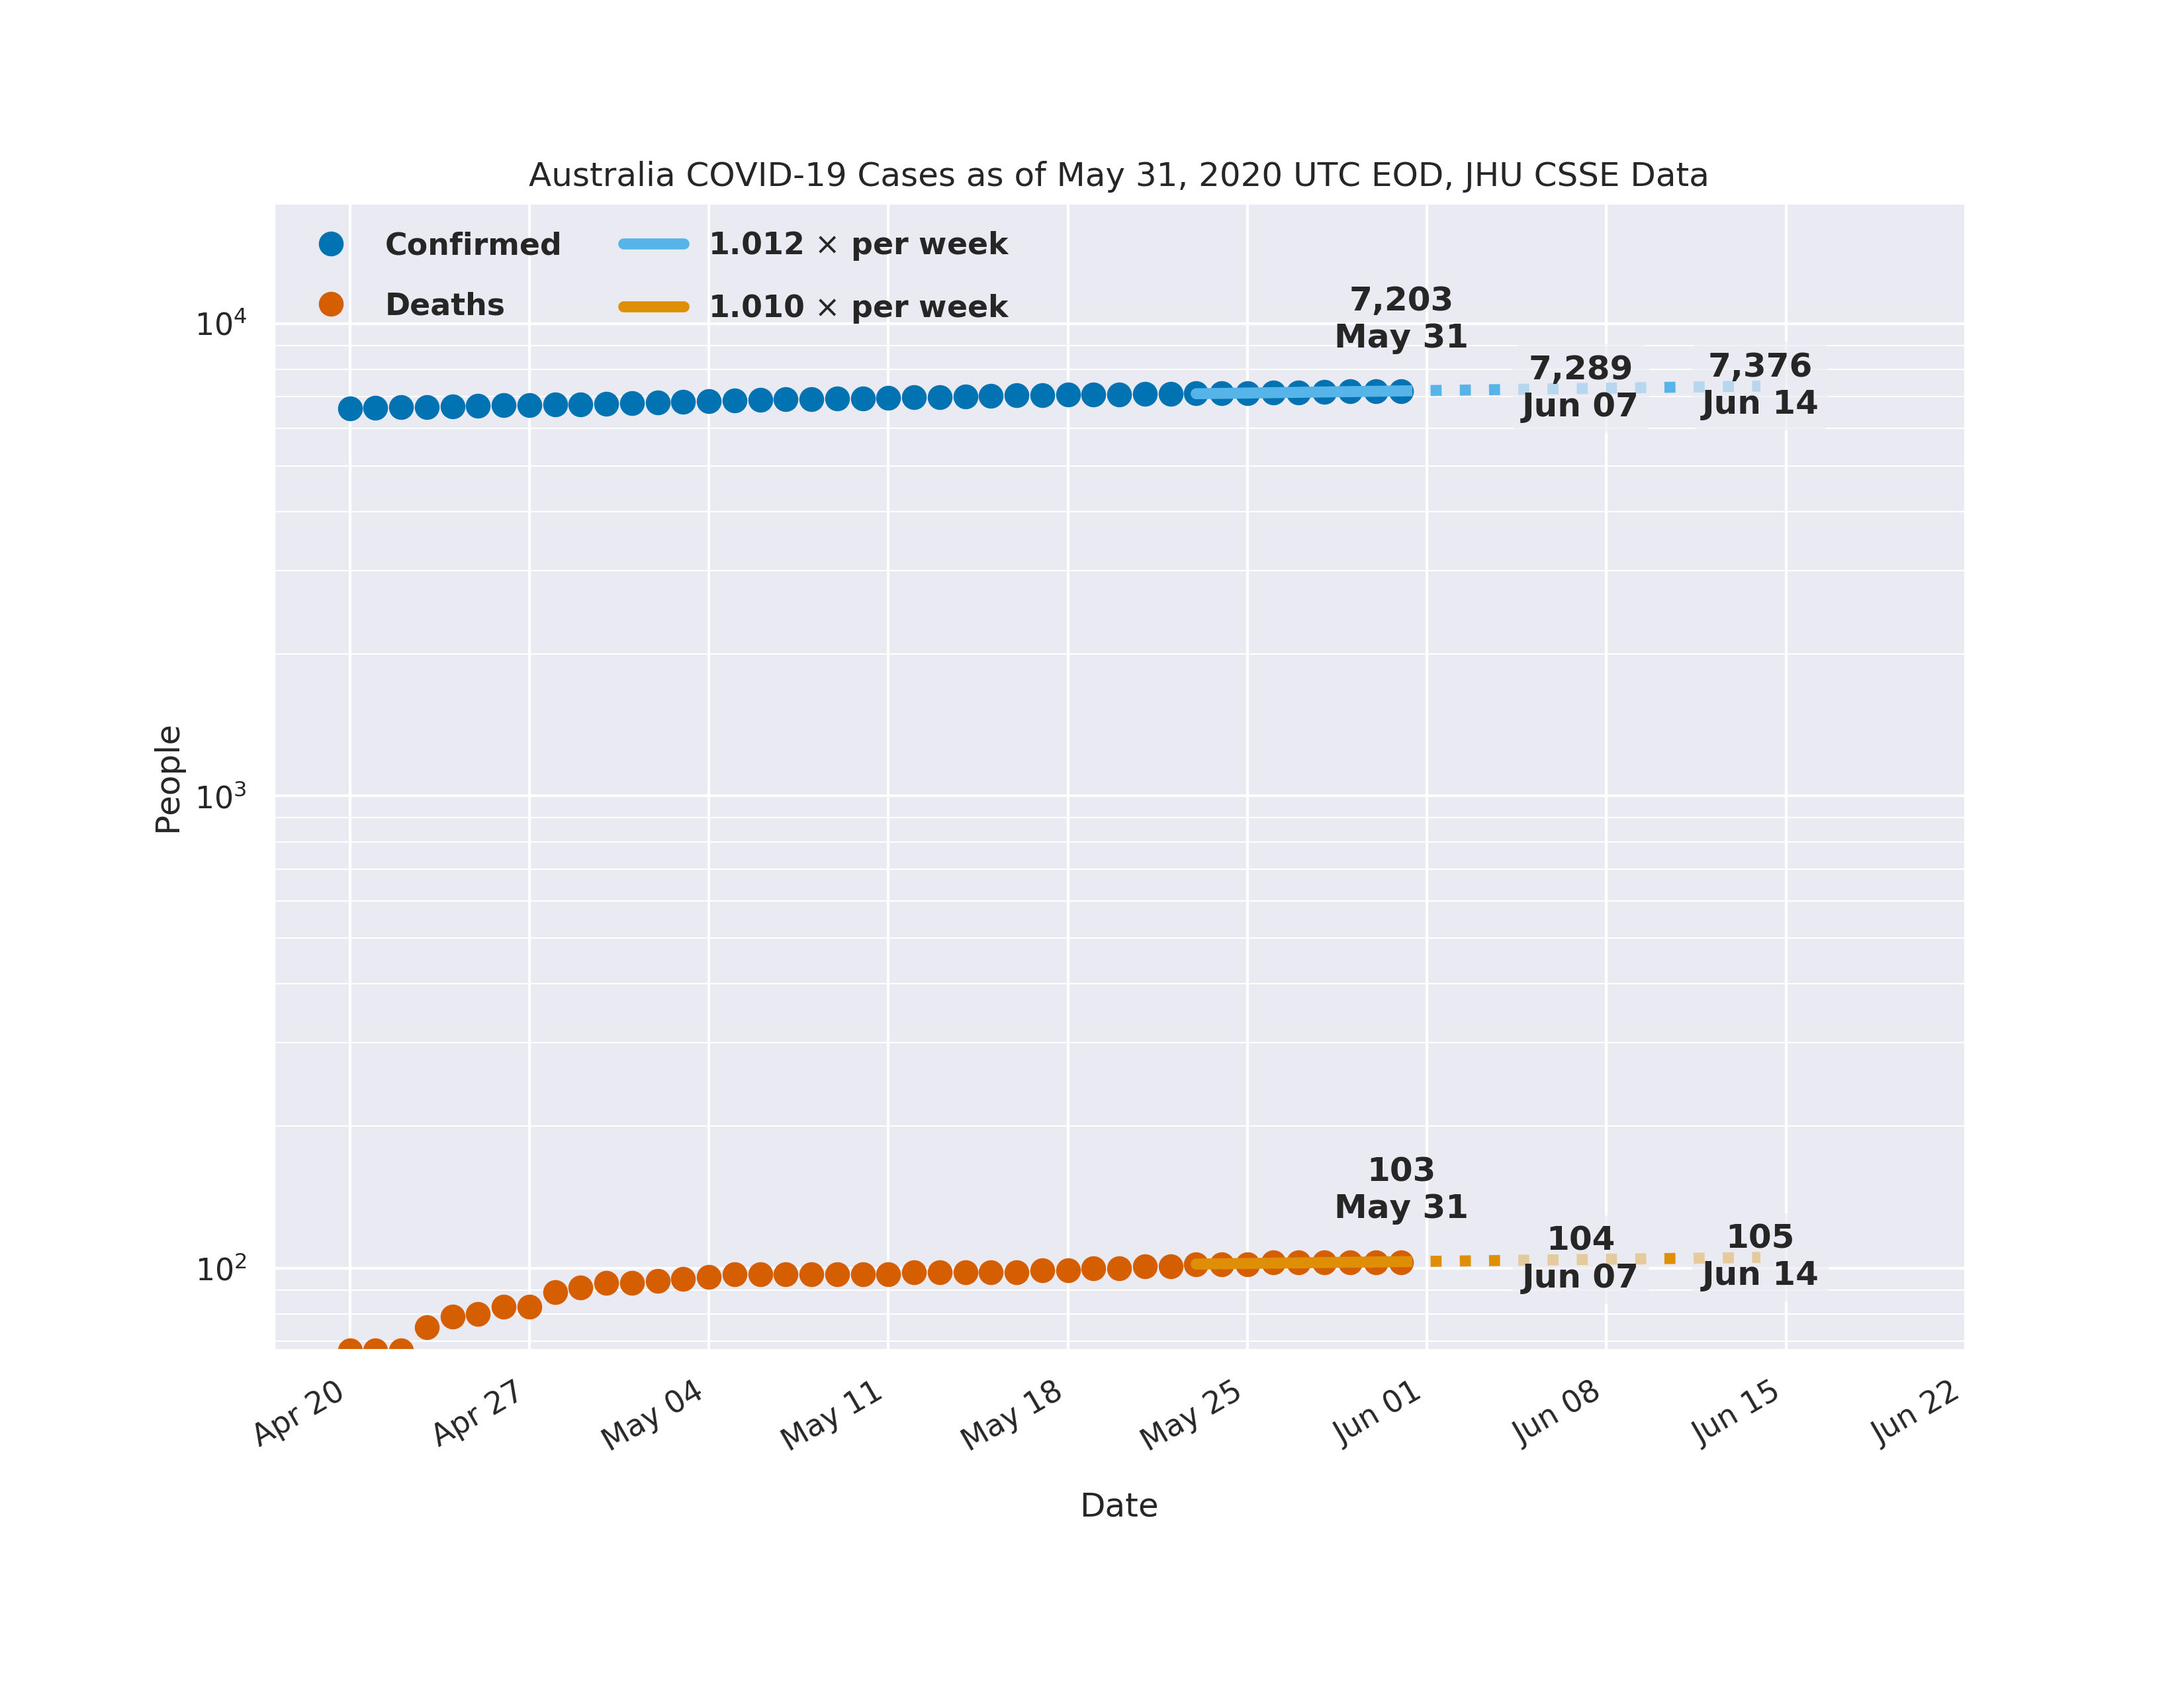 Australia COVID-19 Cases as of May 31, 2020 UTC EOD, JHU CSSE Data
Confirmed
Deaths
1.012 × per week
1.010 × per week
7,203
May 31
7,289
Jun 07
7,376
Jun 14
103
May 31
104
Jun 07
105
Jun 14
People
10⁴
10³
10²
Apr 20
Apr 27
May 04
May 11
May 18
May 25
Jun 01
Jun 08
Jun 15
Jun 22
Date